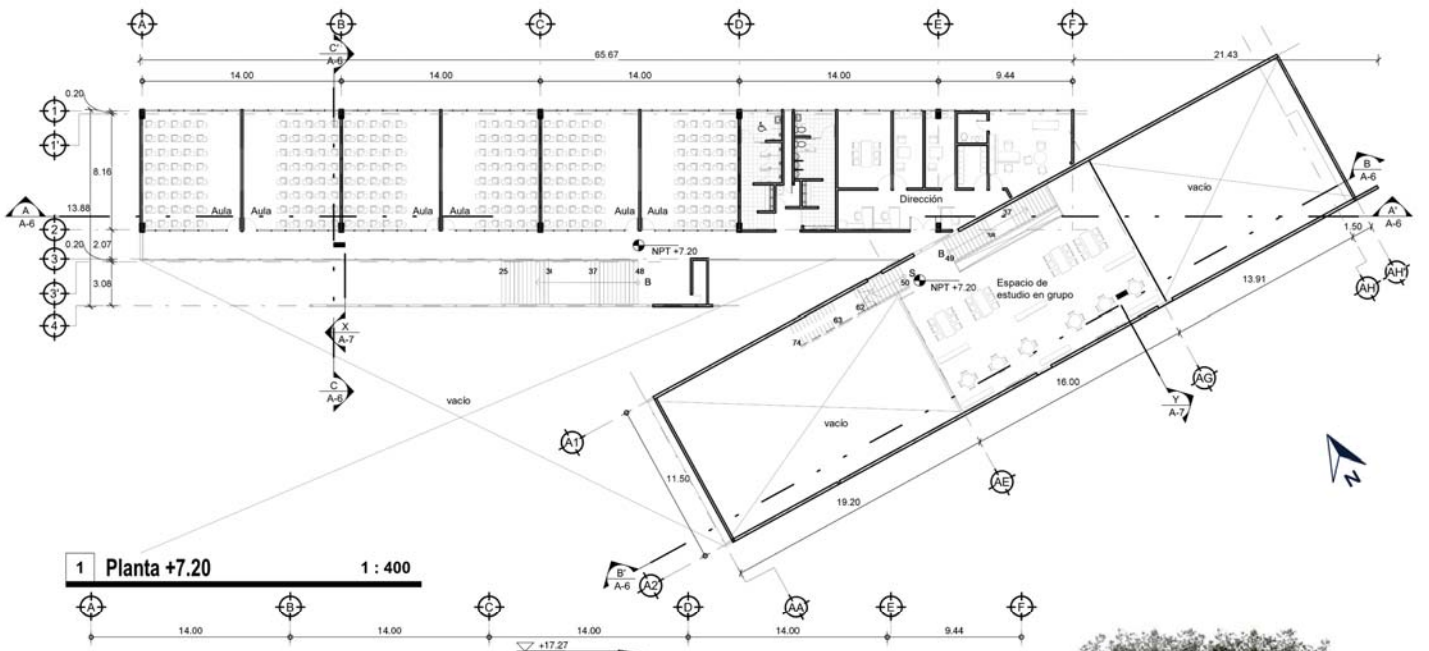 A B C D E F
C'
A-6
65.67 21.43
14.00 14.00 14.00 14.00 9.44
0.20
1
1'
8.16
B
A-6
vacío
A
A-6
13.88
Aula Aula Aula Aula Aula Aula
Dirección
27
A'
A-6
2
0.20 2.07
38
1.50
3
NPT +7.20
B 49
25 31 37 48
B
S
50
NPT +7.20
Espacio de
estudio en grupo
13.91
AH AH'
3.08
3'
4
62
63
74
X
A-7
16.00
AG
C
A-6
vacío
Y
A-7
vacío
A1
11.50
AE
19.20
N
1 Planta +7.20 1 : 400
B'
A-6
A2
AA
A B C D E F
14.00 14.00 14.00 14.00 9.44
+17.27